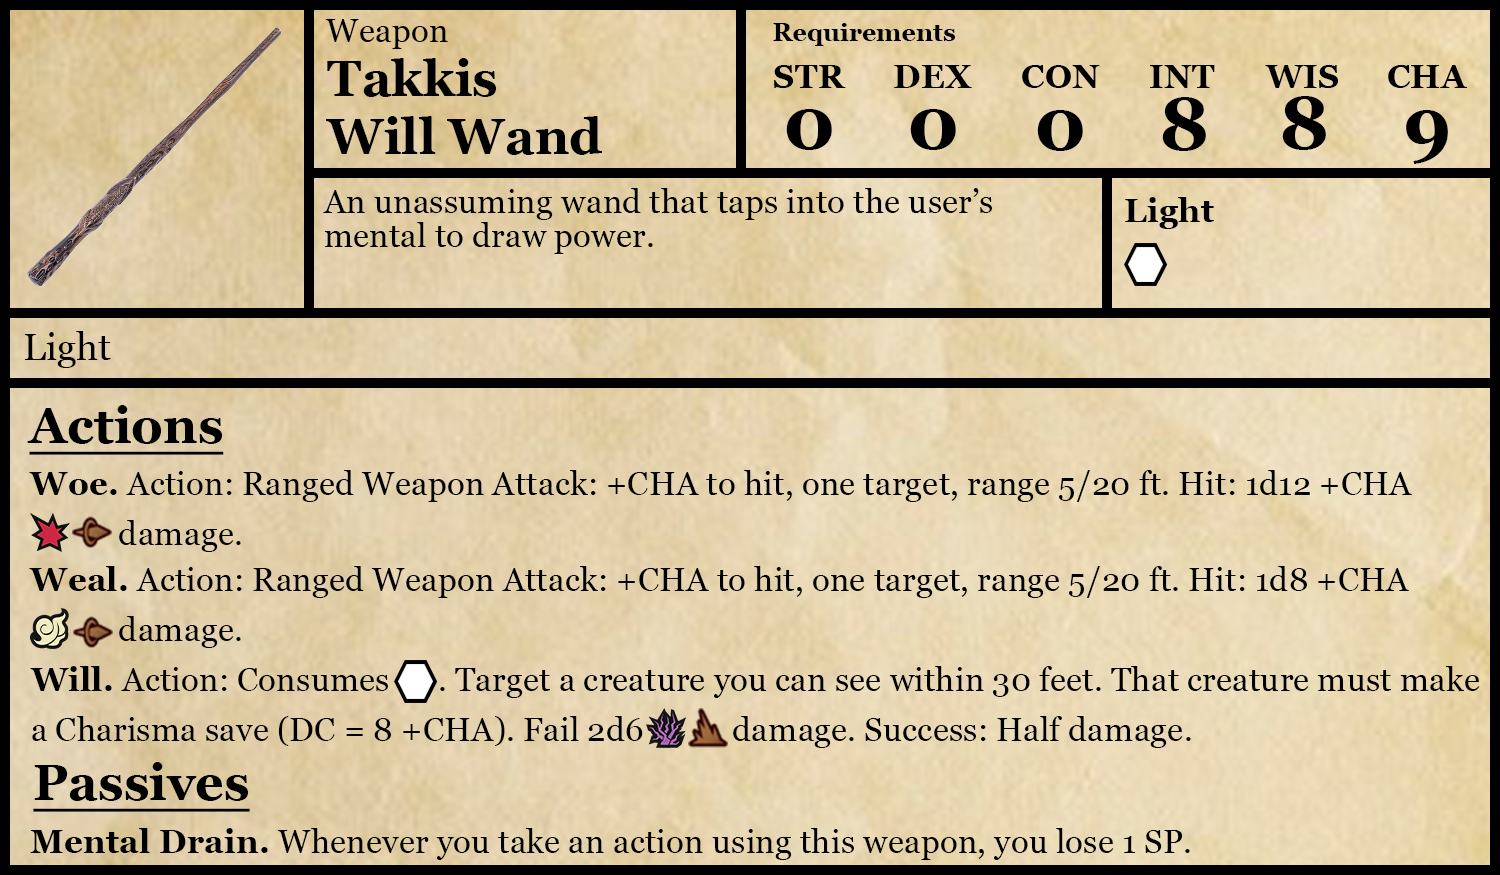 Weapon
Takkis
Will Wand
Requirements
STR DEX CON INT WIS CHA
0 0 0 8 8 9
An unassuming wand that taps into the user’s
mental to draw power.
Light
Light
Actions
Woe. Action: Ranged Weapon Attack: +CHA to hit, one target, range 5/20 ft. Hit: 1d12 +CHA
damage.
Weal. Action: Ranged Weapon Attack: +CHA to hit, one target, range 5/20 ft. Hit: 1d8 +CHA
damage.
Will. Action: Consumes . Target a creature you can see within 30 feet. That creature must make
a Charisma save (DC = 8 +CHA). Fail 2d6 damage. Success: Half damage.
Passives
Mental Drain. Whenever you take an action using this weapon, you lose 1 SP.